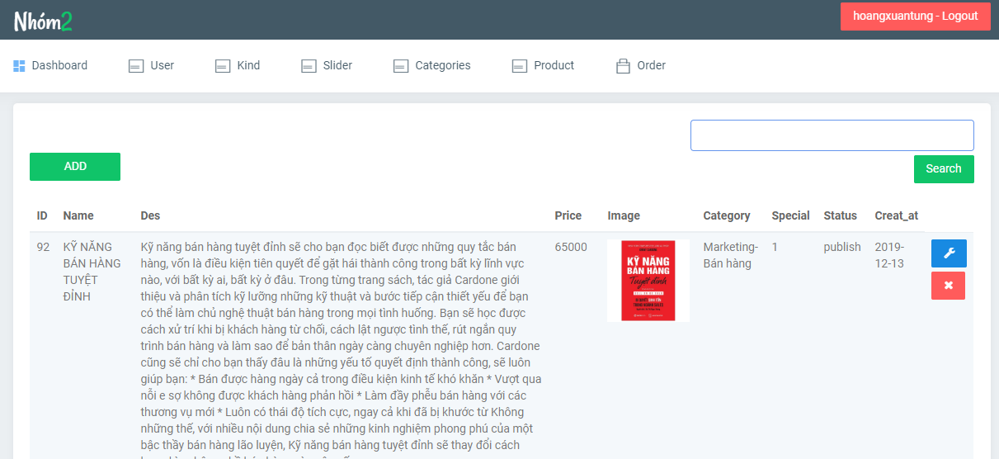 Nhóm2
hoangxuantung - Logout
Dashboard User Kind Slider Categories Product Order
ADD
Search
ID Name Des Price Image Category Special Status Creat_at
92
KỸ NĂNG
BÁN HÀNG
TUYỆT
ĐỈNH
Kỹ năng bán hàng tuyệt đỉnh sẽ cho bạn đọc biết được những quy tắc bán
hàng, vốn là điều kiện tiên quyết để gặt hái thành công trong bất kỳ lĩnh vực
nào, với bất kỳ ai, bất kỳ ở đâu. Trong từng trang sách, tác giả Cardone giới
thiệu và phân tích kỹ lưỡng những kỹ thuật và bước tiếp cận thiết yếu để bạn
có thể làm chủ nghệ thuật bán hàng trong mọi tình huống. Bạn sẽ học được
cách xử trí khi bị khách hàng từ chối, cách lật ngược tình thế, rút ngắn quy
trình bán hàng và làm sao để bản thân ngày càng chuyên nghiệp hơn. Cardone
cũng sẽ chỉ cho bạn thấy đâu là những yếu tố quyết định thành công, sẽ luôn
giúp bạn: * Bán được hàng ngày cả trong điều kiện kinh tế khó khăn * Vượt qua
nỗi e sợ không được khách hàng phản hồi * Làm đầy phễu bán hàng với các
thương vụ mới * Luôn có thái độ tích cực, ngay cả khi đã bị khước từ Không
những thế, với nhiều nội dung chia sẻ những kinh nghiệm phong phú của một
bậc thầy bán hàng lão luyện, Kỹ năng bán hàng tuyệt đỉnh sẽ thay đổi cách
65000
KỸ NĂNG
BÁN HÀNG
Tuyệt đỉnh
Marketing-
Bán hàng
1
publish
2019-
12-13